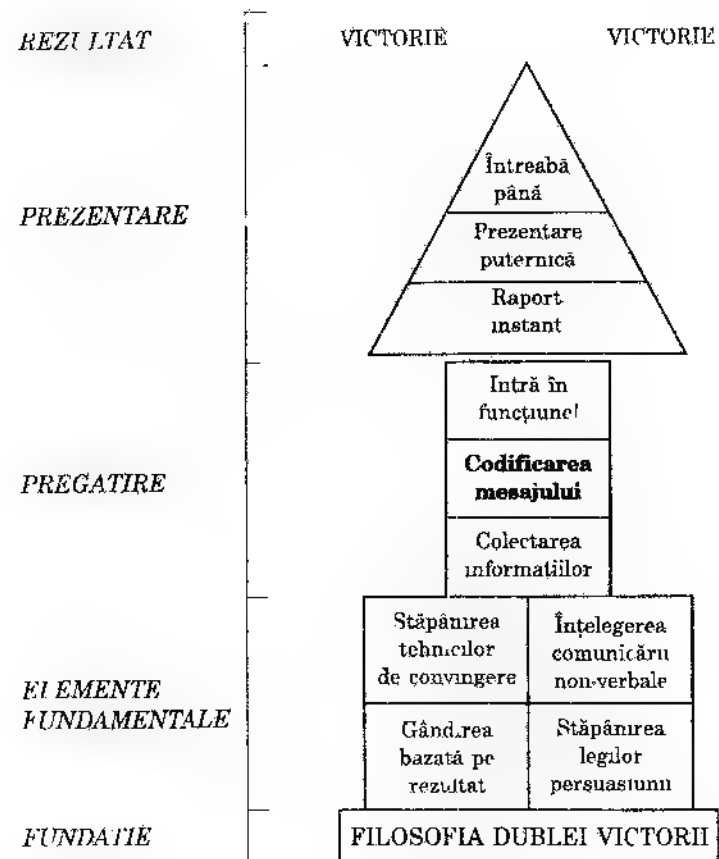 REZULTAT
VICTORIE VICTORIE
PREZENTARE
Întreabă
până
Prezentare
puternică
Raport
instant
PREGATIRE
Intră în
funcțiune!
Codificarea
mesajului
Colectarea
informațiilor
ELEMENTE
FUNDAMENTALE
Stăpânirea
tehnicilor
de convingere
Înțelegerea
comunicării
non-verbale
Gândirea
bazată pe
rezultat
Stăpânirea
legilor
persuasiunii
FUNDATIE
FILOSOFIA DUBLEI VICTORII